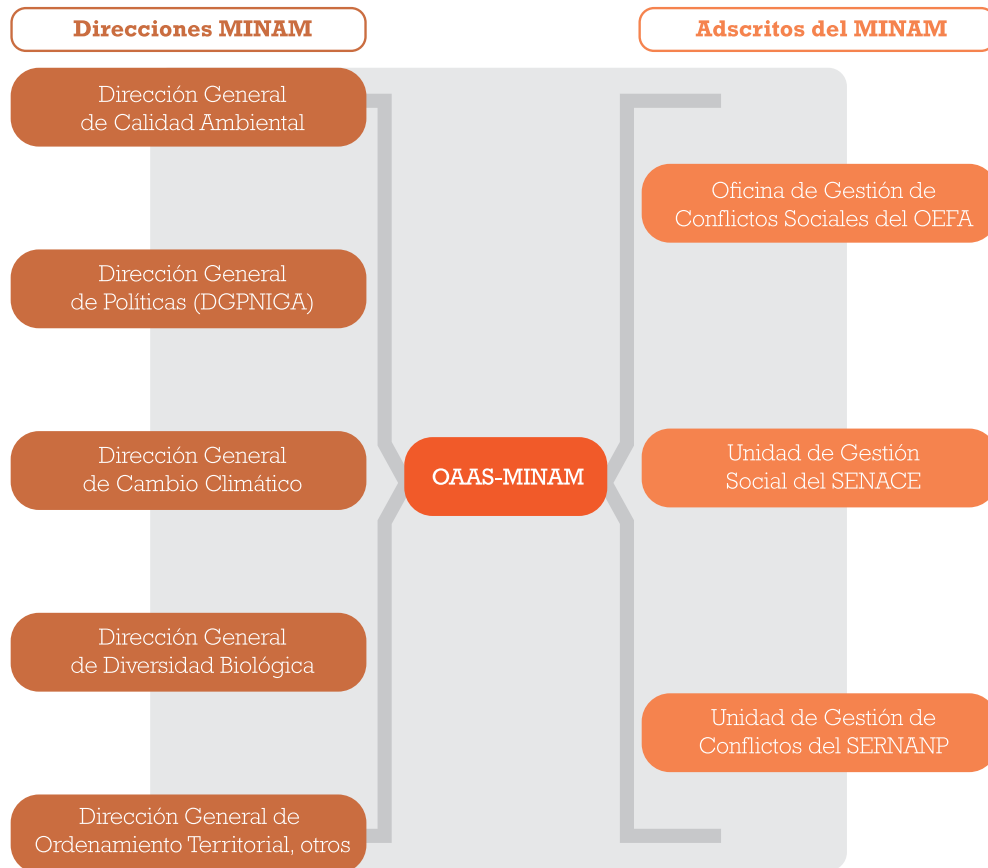 Direcciones MINAM
Dirección General
de Calidad Ambiental
Dirección General
de Políticas (DGPNIGA)
Dirección General
de Cambio Climático
Dirección General
de Diversidad Biológica
Dirección General de
Ordenamiento Territorial, otros
OAAS-MINAM
Adscritos del MINAM
Oficina de Gestión de
Conflictos Sociales del OEFA
Unidad de Gestión
Social del SENACE
Unidad de Gestión de
Conflictos del SERNANP